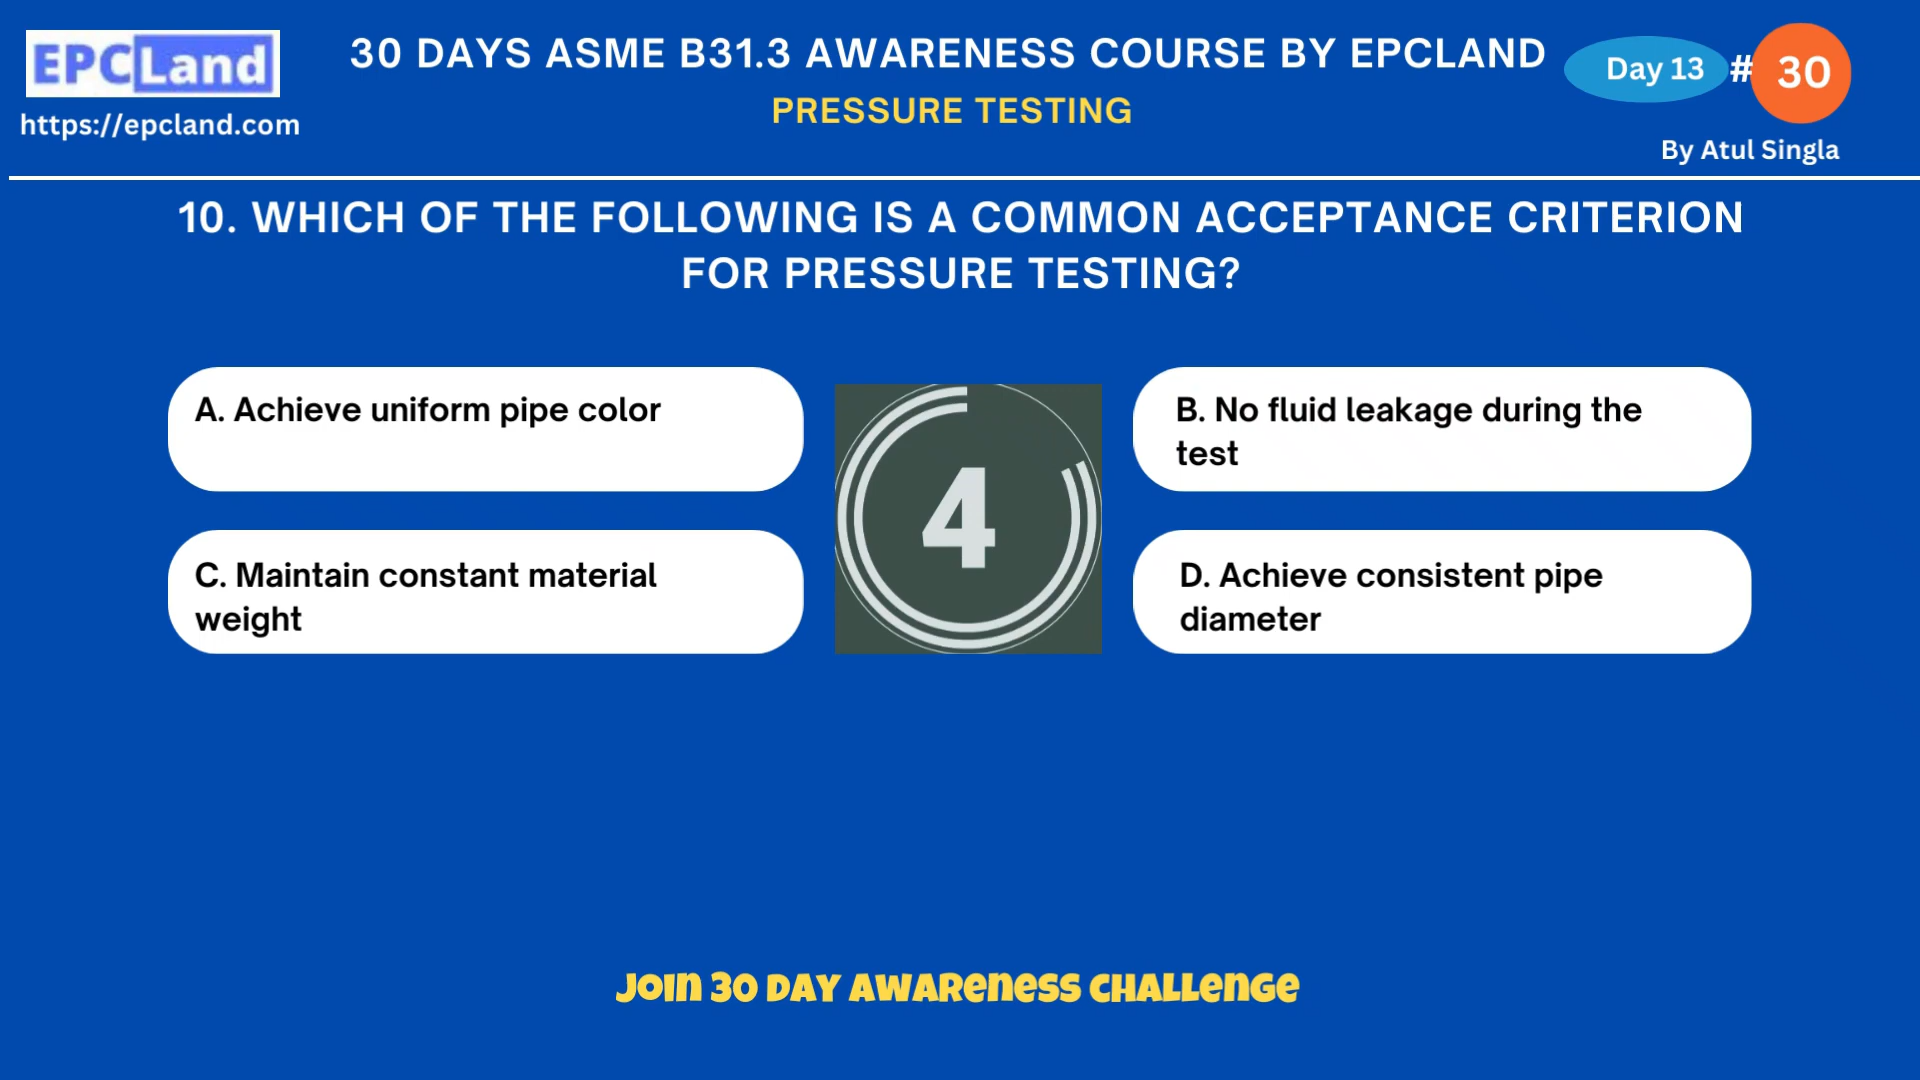 EPCLand
https://epcland.com
30 DAYS ASME B31.3 AWARENESS COURSE BY EPCLAND
PRESSURE TESTING
Day 13 # 30
By Atul Singla
10. WHICH OF THE FOLLOWING IS A COMMON ACCEPTANCE CRITERION
FOR PRESSURE TESTING?
A. Achieve uniform pipe color
B. No fluid leakage during the
test
C. Maintain constant material
weight
D. Achieve consistent pipe
diameter
4
Join 30 Day Awareness Challenge